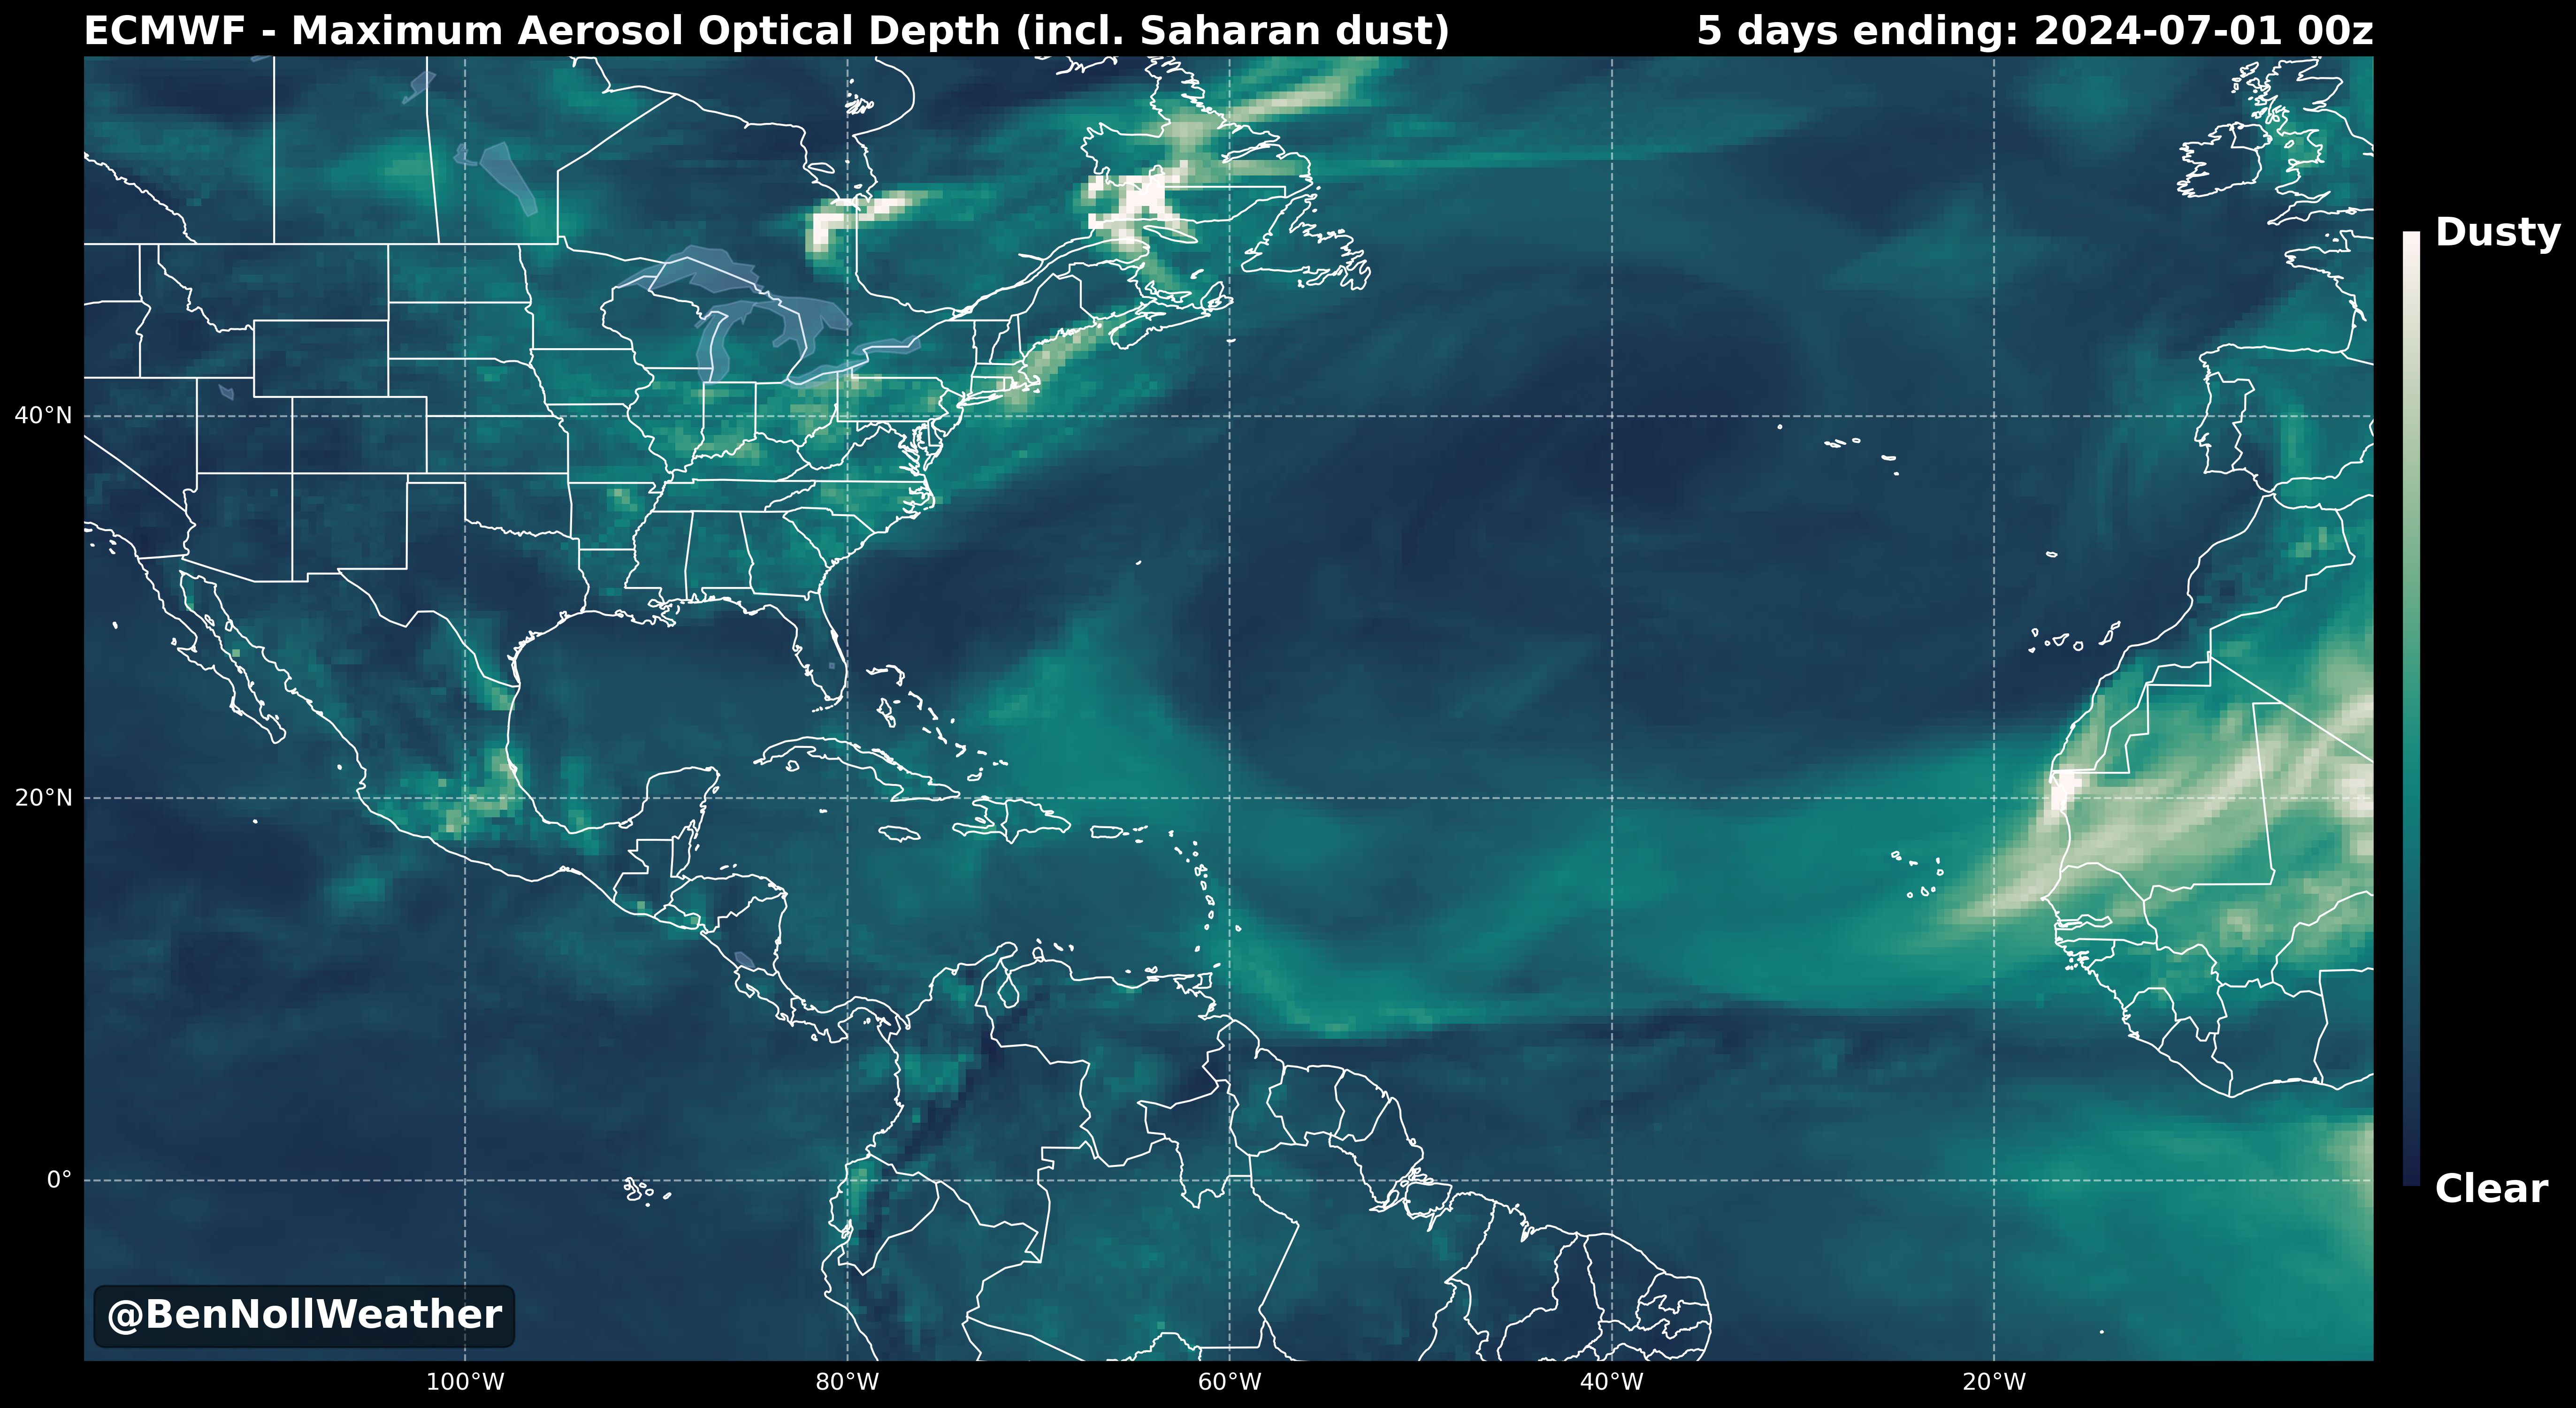 ECMWF - Maximum Aerosol Optical Depth (incl. Saharan dust) 5 days ending: 2024-07-01 00z
Dusty
40°N
20°N
0°
Clear
@BenNollWeather
100°W 80°W 60°W 40°W 20°W